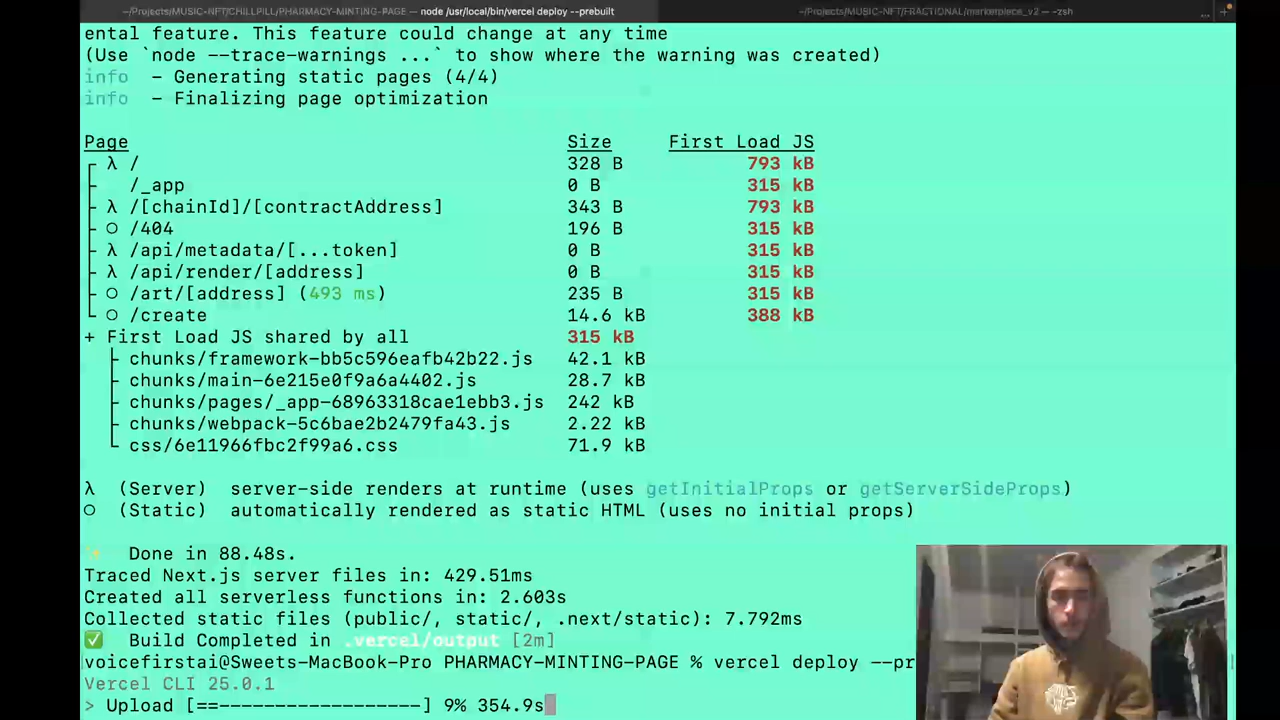 ~/Projects/MUSIC-NFT/CHILLPILL/PHARMACY-MINTING-PAGE — node /usr/local/bin/vercel deploy --prebuilt
~/Projects/MUSIC-NFT/FRACTIONAL/marketplace_v2 — -zsh
ental feature. This feature could change at any time
(Use `node --trace-warnings ...` to show where the warning was created)
info  - Generating static pages (4/4)
info  - Finalizing page optimization
Page Size First Load JS
┌ λ / 328 B 793 kB
├   /_app 0 B 315 kB
├ λ /[chainId]/[contractAddress] 343 B 793 kB
├ ○ /404 196 B 315 kB
├ λ /api/metadata/[...token] 0 B 315 kB
├ λ /api/render/[address] 0 B 315 kB
├ ○ /art/[address] (493 ms) 235 B 315 kB
└ ○ /create 14.6 kB 388 kB
+ First Load JS shared by all 315 kB
├ chunks/framework-bb5c596eafb42b22.js 42.1 kB
├ chunks/main-6e215e0f9a6a4402.js 28.7 kB
├ chunks/pages/_app-68963318cae1ebb3.js 242 kB
├ chunks/webpack-5c6bae2b2479fa43.js 2.22 kB
└ css/6e11966fbc2f99a6.css 71.9 kB
λ  (Server)  server-side renders at runtime (uses getInitialProps or getServerSideProps)
○  (Static)  automatically rendered as static HTML (uses no initial props)
✨  Done in 88.48s.
Traced Next.js server files in: 429.51ms
Created all serverless functions in: 2.603s
Collected static files (public/, static/, .next/static): 7.792ms
✅  Build Completed in .vercel/output [2m]
voicefirstai@Sweets-MacBook-Pro PHARMACY-MINTING-PAGE % vercel deploy --pr
Vercel CLI 25.0.1
> Upload [==------------------] 9% 354.9s